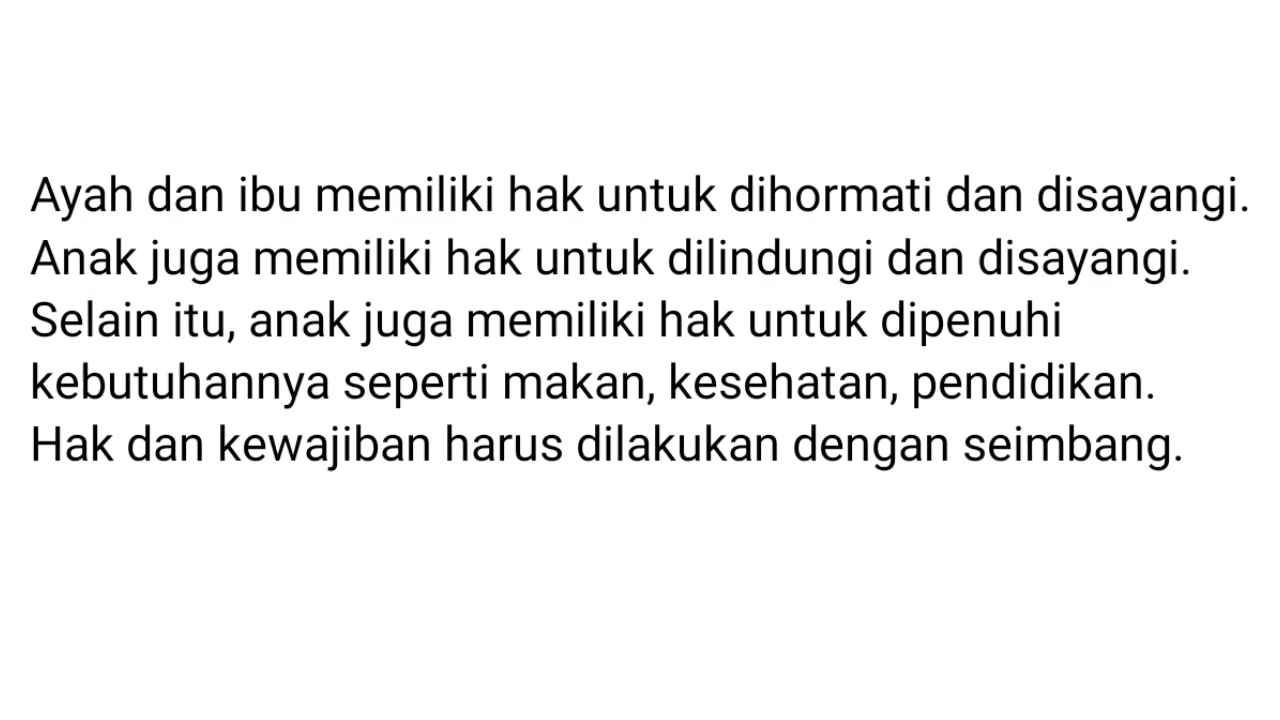 Ayah dan ibu memiliki hak untuk dihormati dan disayangi.
Anak juga memiliki hak untuk dilindungi dan disayangi.
Selain itu, anak juga memiliki hak untuk dipenuhi
kebutuhannya seperti makan, kesehatan, pendidikan.
Hak dan kewajiban harus dilakukan dengan seimbang.